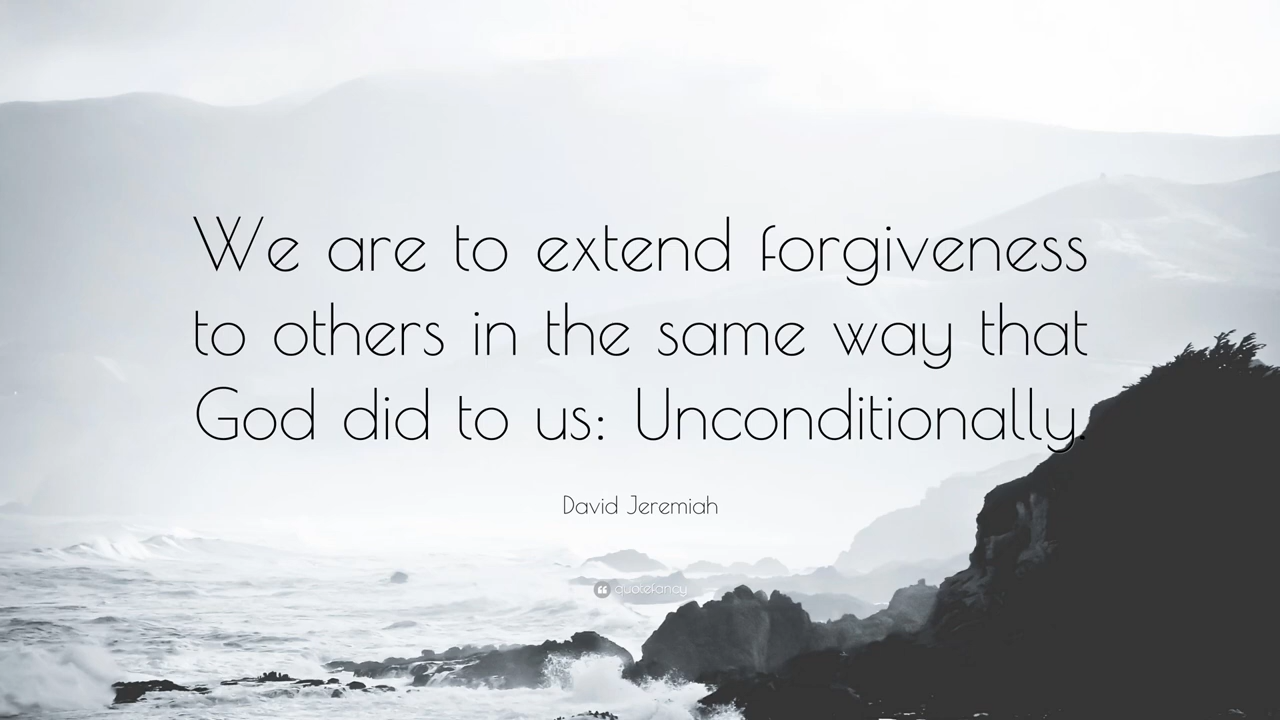 We are to extend forgiveness
to others in the same way that
God did to us: Unconditionally.
David Jeremiah
quotefancy